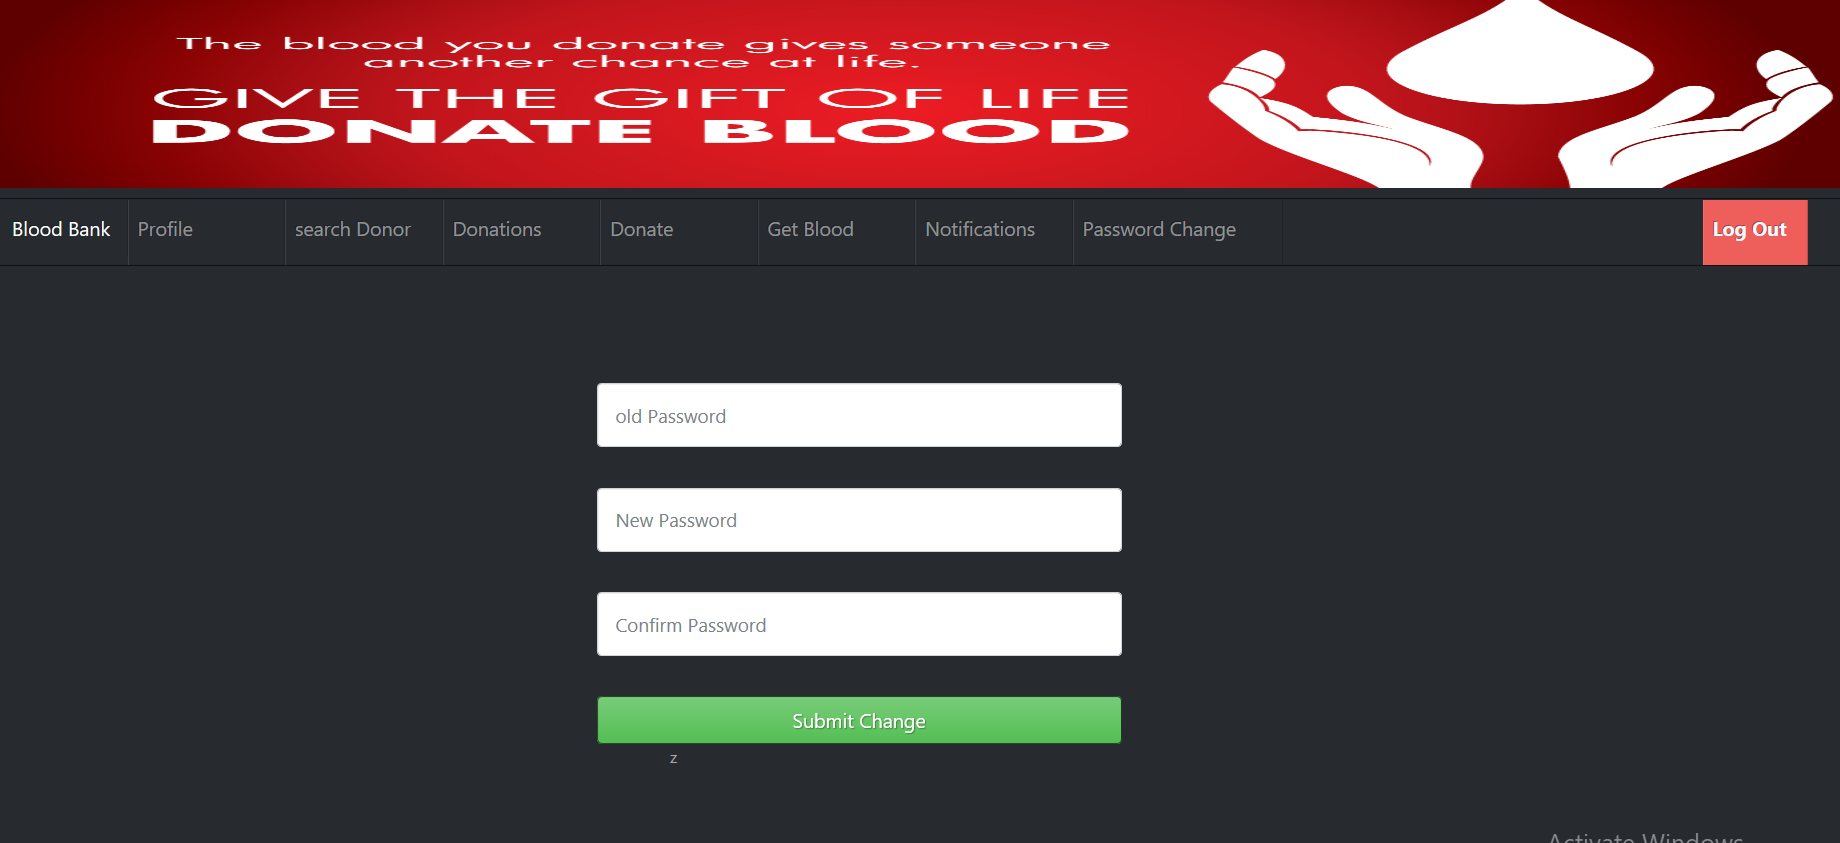 The blood you donate gives someone
another chance at life.
GIVE THE GIFT OF LIFE
DONATE BLOOD
Blood Bank Profile search Donor Donations Donate Get Blood Notifications Password Change Log Out
old Password
New Password
Confirm Password
Submit Change
z
Activate Windows